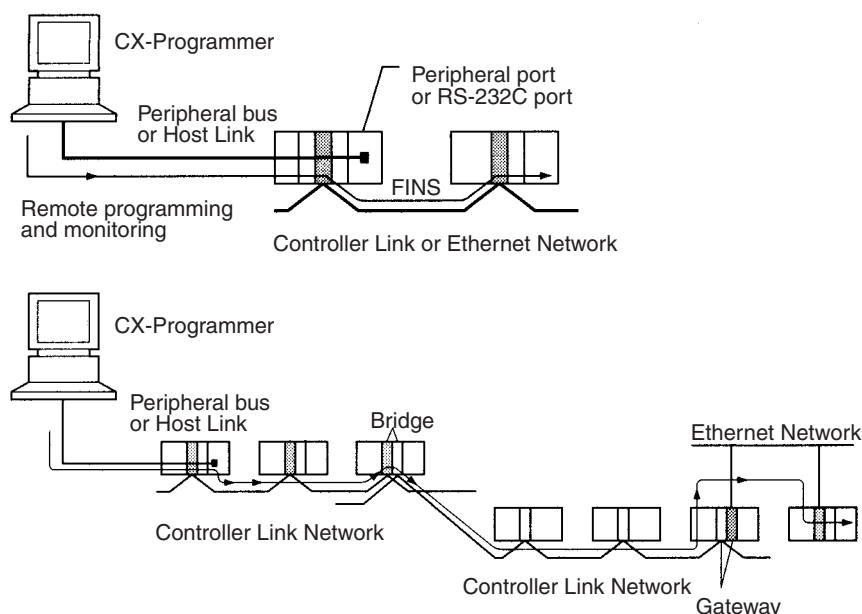 CX-Programmer
Peripheral port
or RS-232C port
Peripheral bus
or Host Link
FINS
Remote programming
and monitoring
Controller Link or Ethernet Network
CX-Programmer
Peripheral bus
or Host Link
Bridge
Ethernet Network
Controller Link Network
Controller Link Network
Gateway